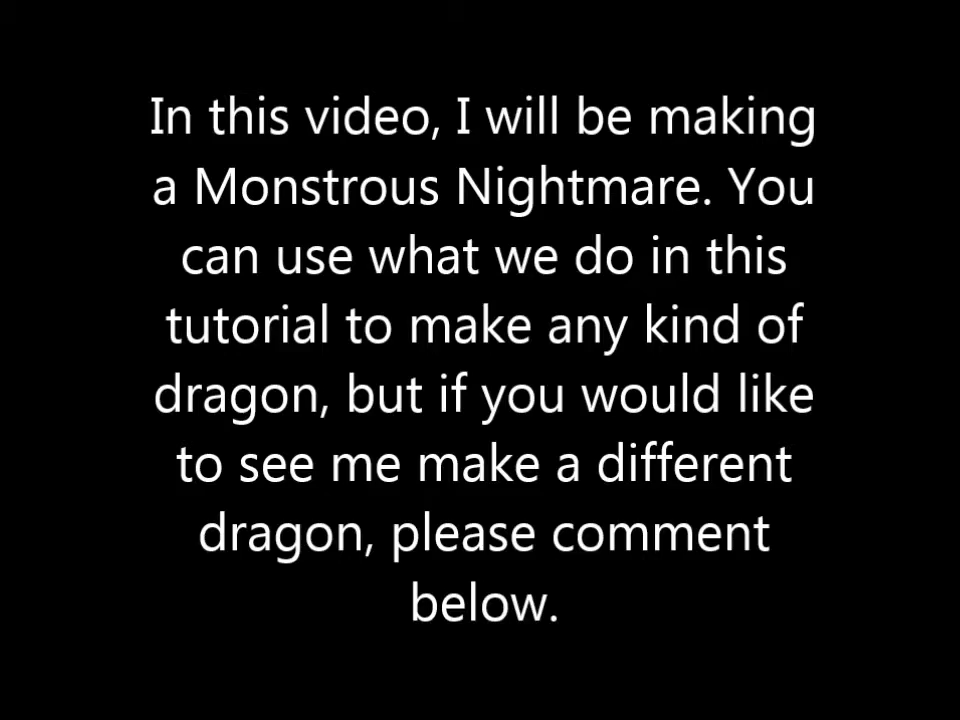 In this video, I will be making
a Monstrous Nightmare. You
can use what we do in this
tutorial to make any kind of
dragon, but if you would like
to see me make a different
dragon, please comment
below.